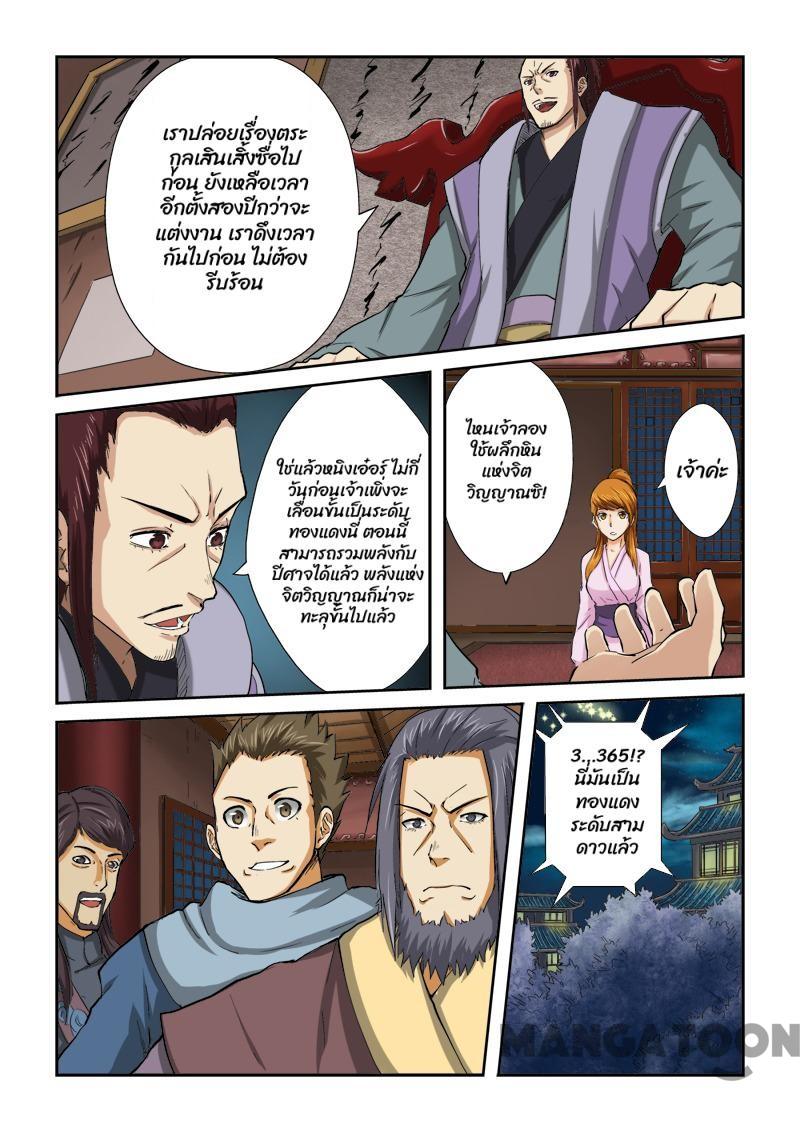 เราปล่อยเรื่องตระ
กูลเสินเสิ้งซื่อไป
ก่อน ยังเหลือเวลา
อีกตั้งสองปีกว่าจะ
แต่งงาน เราดึงเวลา
กันไปก่อน ไม่ต้อง
รีบร้อน
ใช่แล้วหนิงเอ๋อร์ ไม่กี่
วันก่อนเจ้าเพิ่งจะ
เลื่อนขั้นเป็นระดับ
ทองแดงนี่ ตอนนี้
สามารถรวมพลังกับ
ปีศาจได้แล้ว พลังแห่ง
จิตวิญญาณก็น่าจะ
ทะลุขั้นไปแล้ว
ไหนเจ้าลอง
ใช้ผลึกหิน
แห่งจิต
วิญญาณซิ!
เจ้าค่ะ
3...365!?
นี่มันเป็น
ทองแดง
ระดับสาม
ดาวแล้ว
MANGATOON